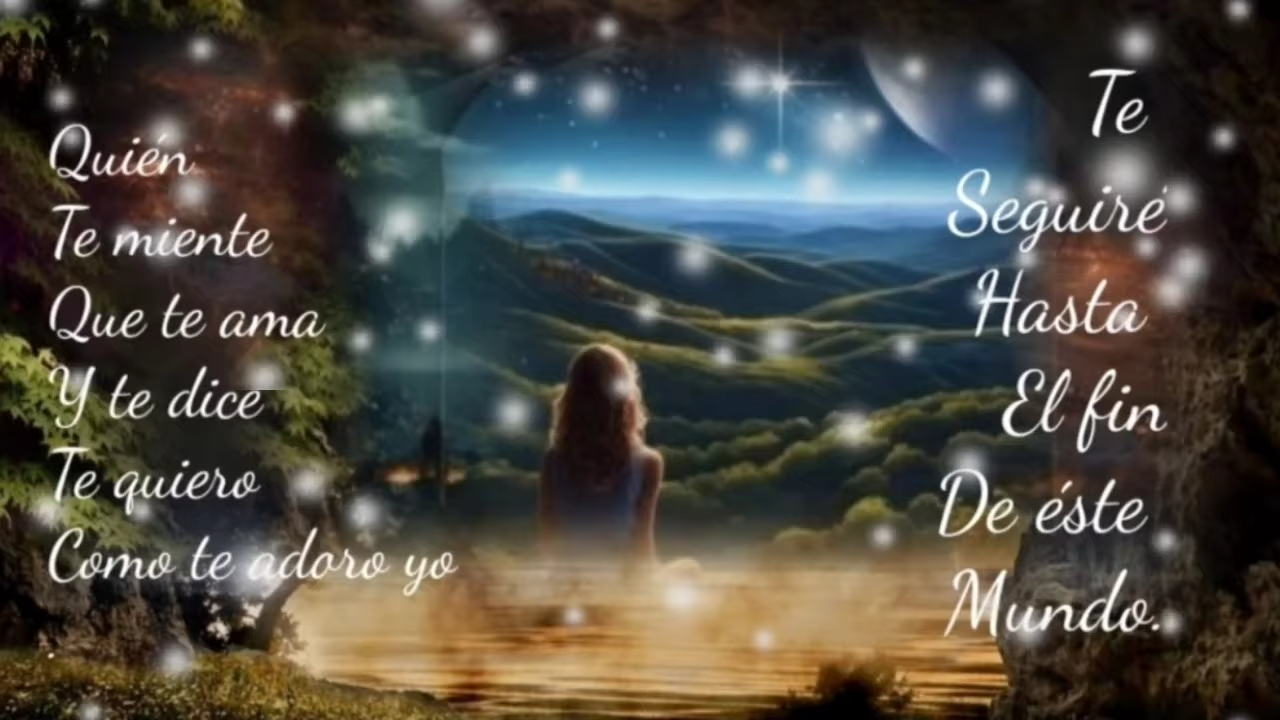 Quién
Te miente
Que te ama
Y te dice
Te quiero
Como te adoro yo
Te
Seguiré
Hasta
El fin
De éste
Mundo.